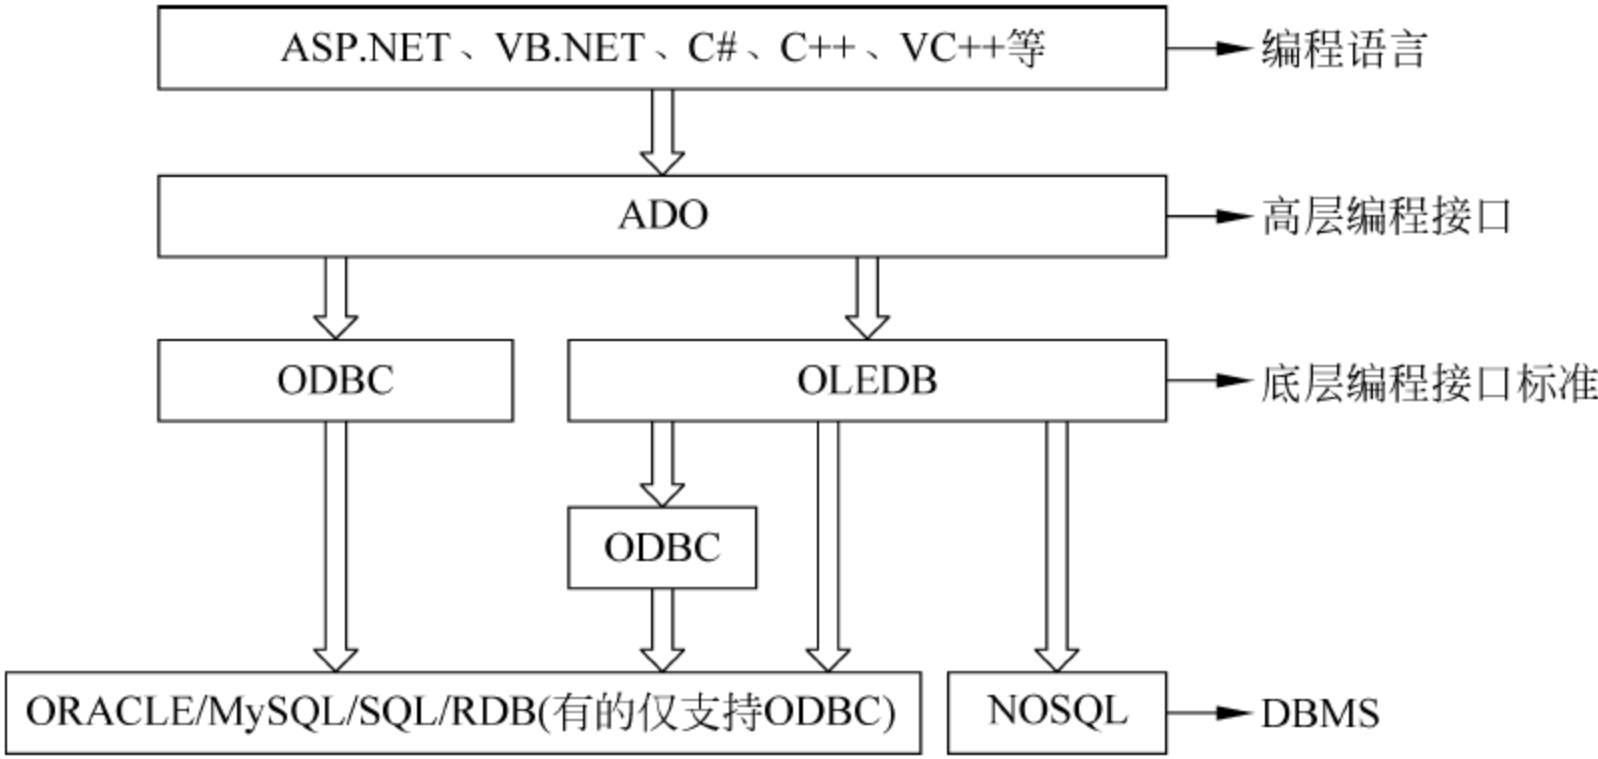 ASP.NET、VB.NET、C#、C++、VC++等
编程语言
ADO
高层编程接口
ODBC
OLEDB
底层编程接口标准
ODBC
ORACLE/MySQL/SQL/RDB(有的仅支持ODBC)
NOSQL
DBMS